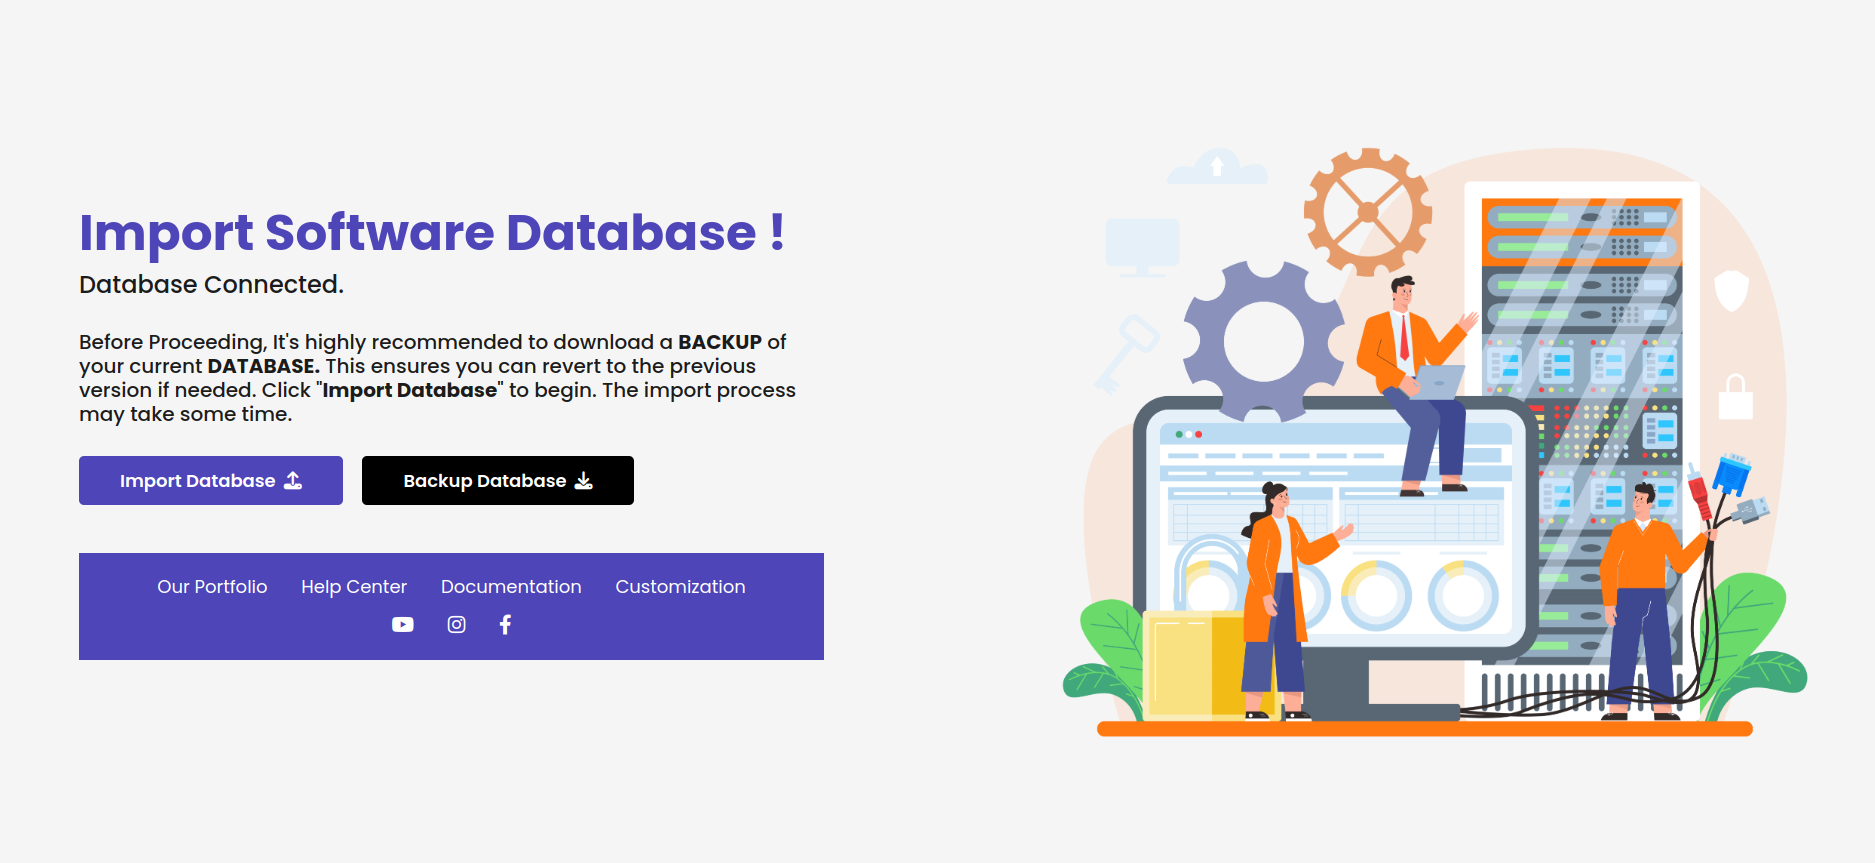 Import Software Database !
Database Connected.
Before Proceeding, It's highly recommended to download a BACKUP of
your current DATABASE. This ensures you can revert to the previous
version if needed. Click "Import Database" to begin. The import process
may take some time.
Import Database
Backup Database
Our Portfolio Help Center Documentation Customization